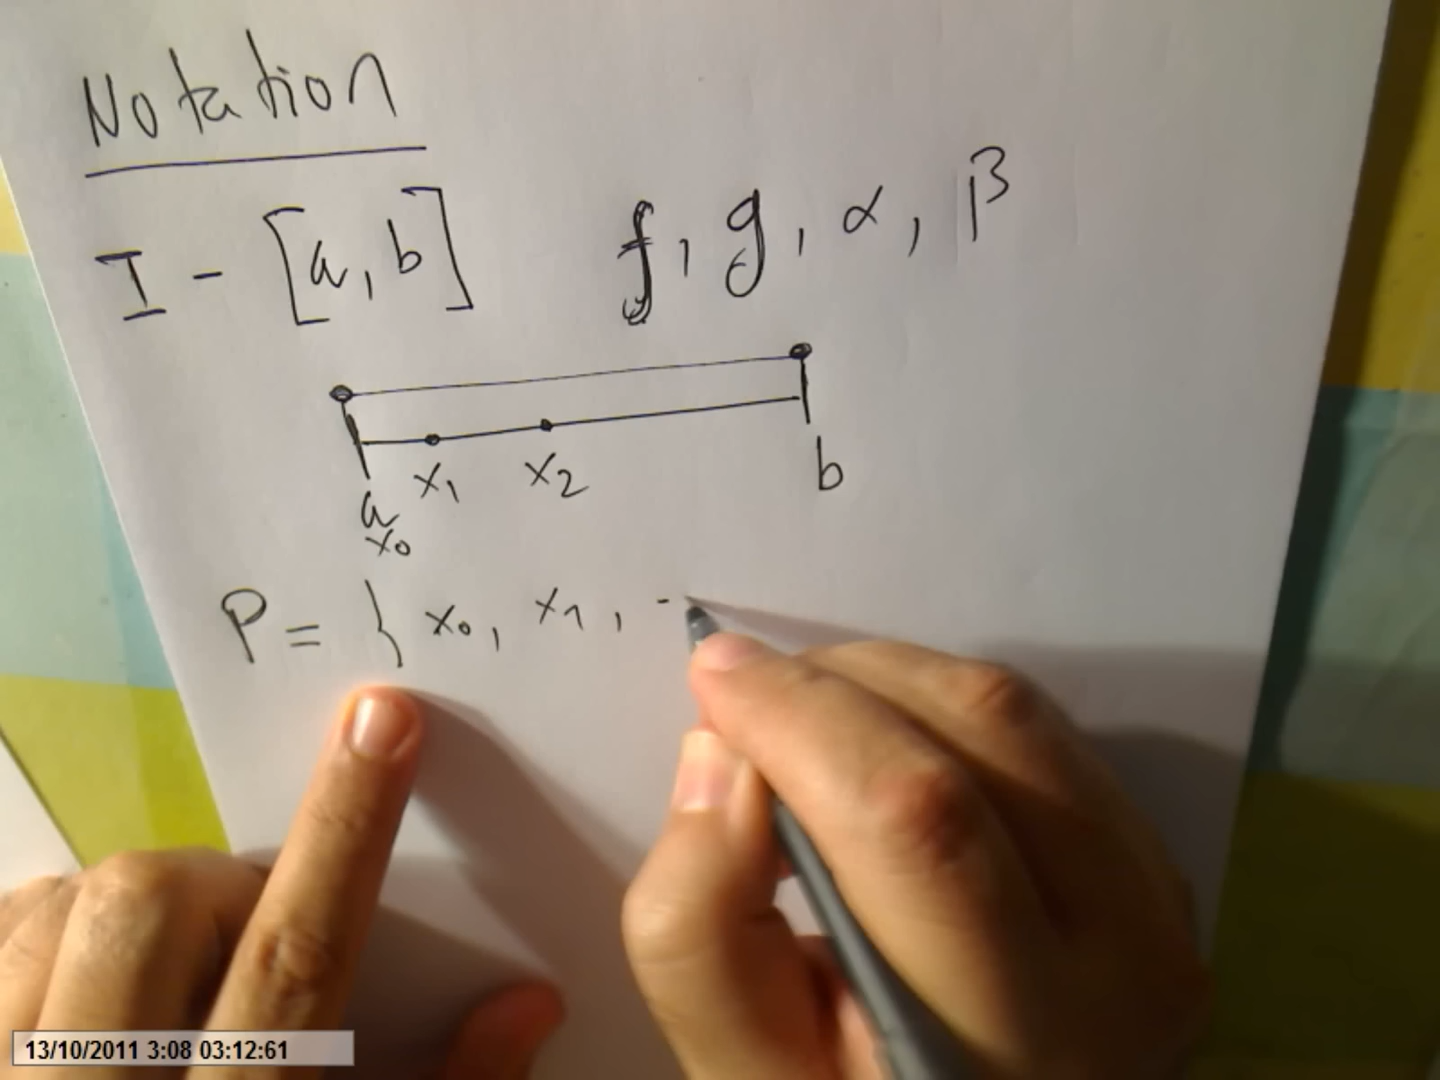 Notation
I - [a, b] f, g, α, β
x1 x2 b
a
x0
P = { x0, x1, -
13/10/2011 3:08 03:12:61